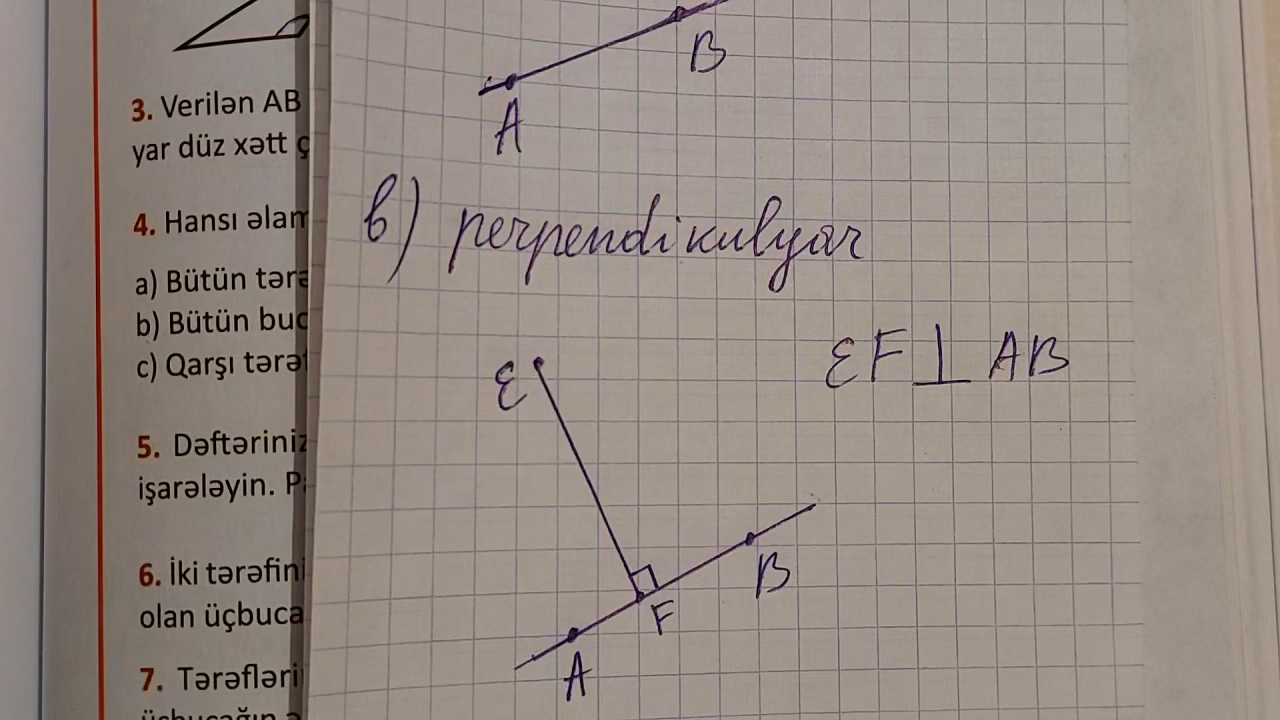 3. Verilən AB
yar düz xətt ç
4. Hansı əlam
a) Bütün tərə
b) Bütün buc
c) Qarşı tərəf
5. Dəftəriniz
işarələyin. P
6. İki tərəfini
olan üçbuca
7. Tərəfləri
A
B
b) perpendikulyar
EF⊥AB
E
F
B
A